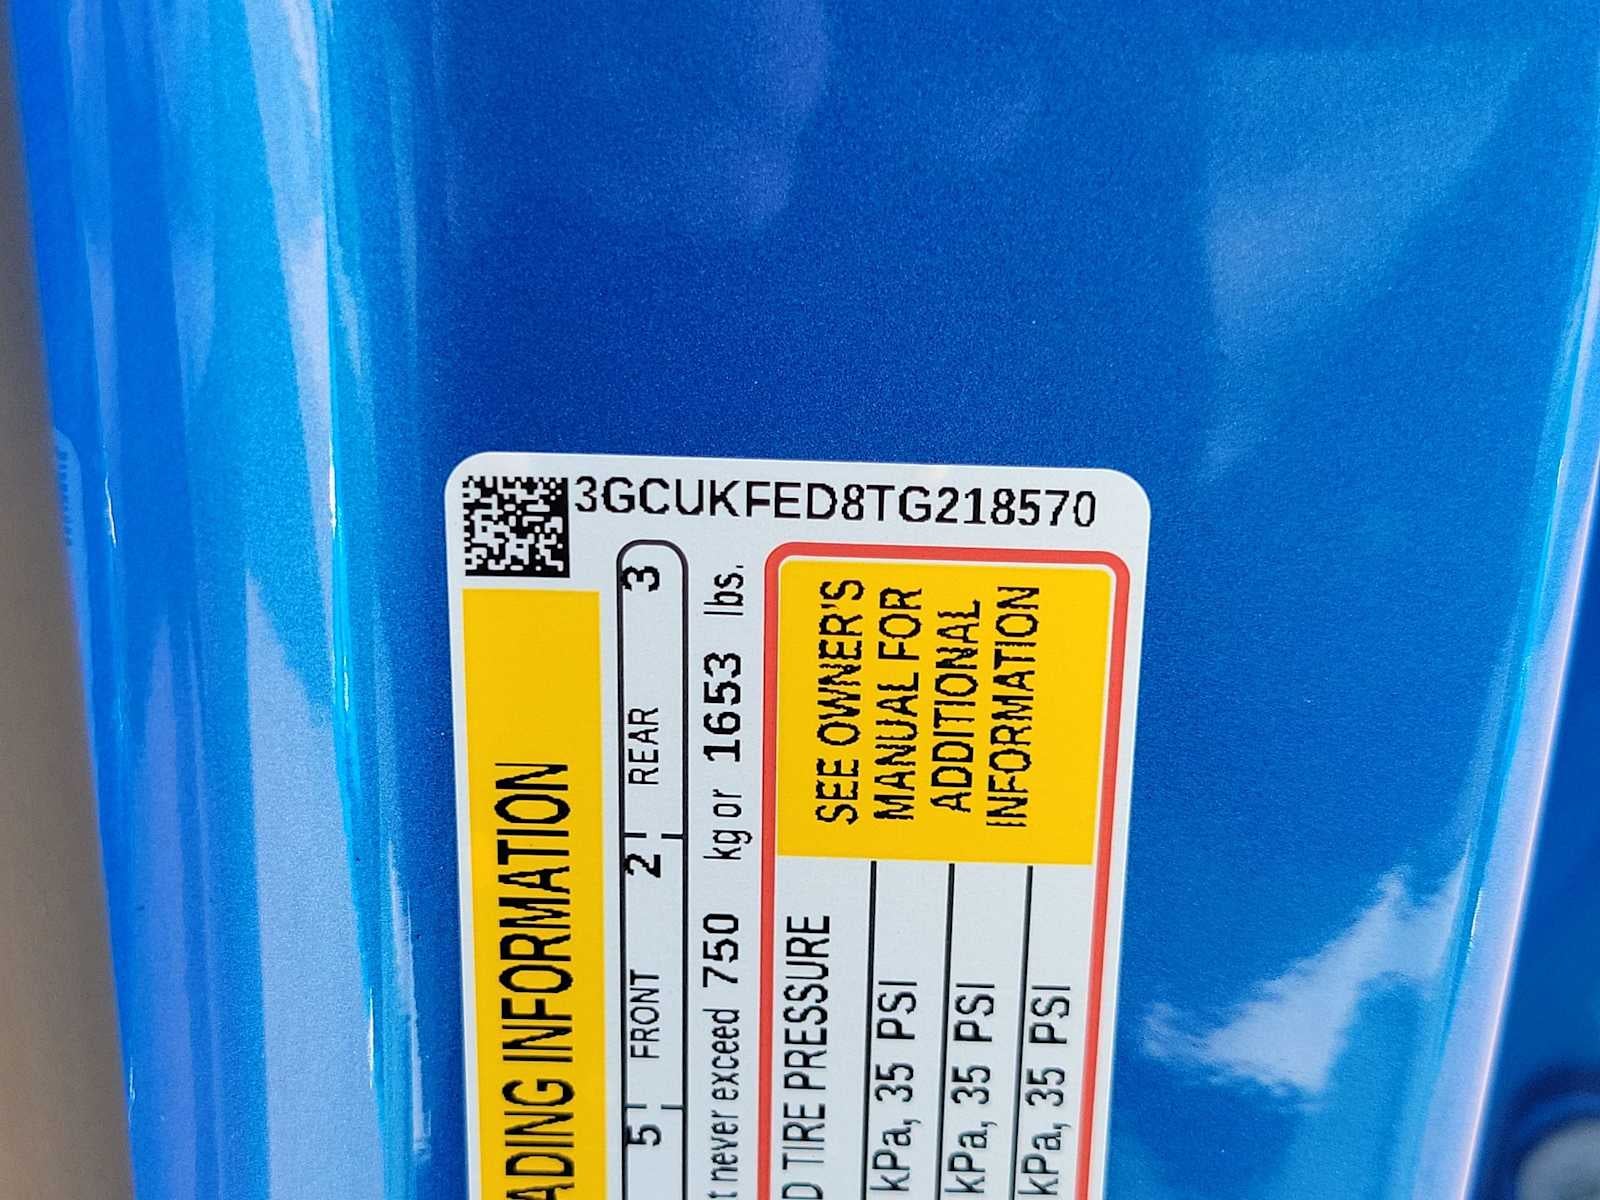 3GCUKFED8TG218570
ADING INFORMATION
5 FRONT 2 REAR 3
t never exceed 750 kg or 1653 lbs.
D TIRE PRESSURE
kPa, 35 PSI
kPa, 35 PSI
kPa, 35 PSI
SEE OWNER'S
MANUAL FOR
ADDITIONAL
INFORMATION